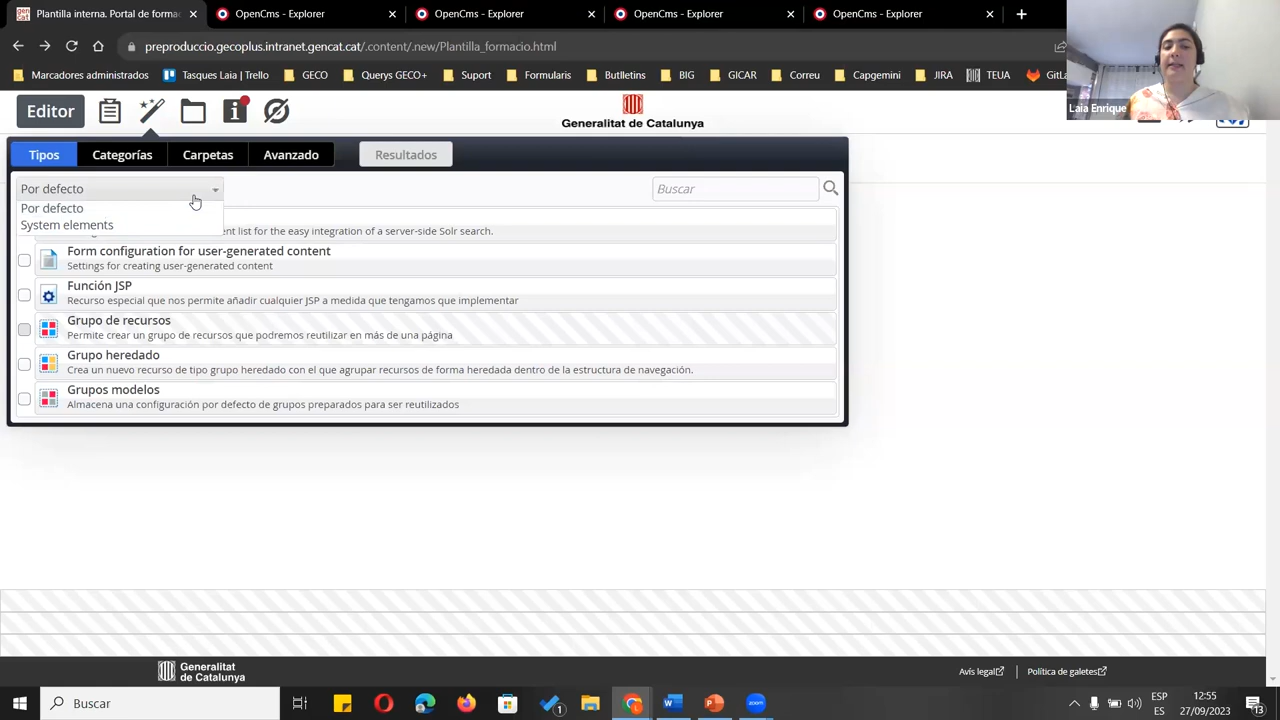 Plantilla interna. Portal de forma
OpenCms - Explorer
OpenCms - Explorer
OpenCms - Explorer
OpenCms - Explorer
preproduccio.gecoplus.intranet.gencat.cat/.content/.new/Plantilla_formacio.html
Marcadores administrados
Tasques Laia | Trello
GECO
Querys GECO+
Suport
Formularis
Butlletins
BIG
GICAR
Correu
Capgemini
JIRA
TEUA
Laia Enrique
Editor
Generalitat de Catalunya
Tipos
Categorías
Carpetas
Avanzado
Resultados
Por defecto
Buscar
Por defecto
System elements
ent list for the easy integration of a server-side Solr search.
Form configuration for user-generated content
Settings for creating user-generated content
Función JSP
Recurso especial que nos permite añadir cualquier JSP a medida que tengamos que implementar
Grupo de recursos
Permite crear un grupo de recursos que podremos reutilizar en más de una página
Grupo heredado
Crea un nuevo recurso de tipo grupo heredado con el que agrupar recursos de forma heredada dentro de la estructura de navegación.
Grupos modelos
Almacena una configuración por defecto de grupos preparados para ser reutilizados
Generalitat
de Catalunya
Avís legal
Política de galetes
Buscar
1
zoom
ESP
ES
12:55
27/09/2023
13